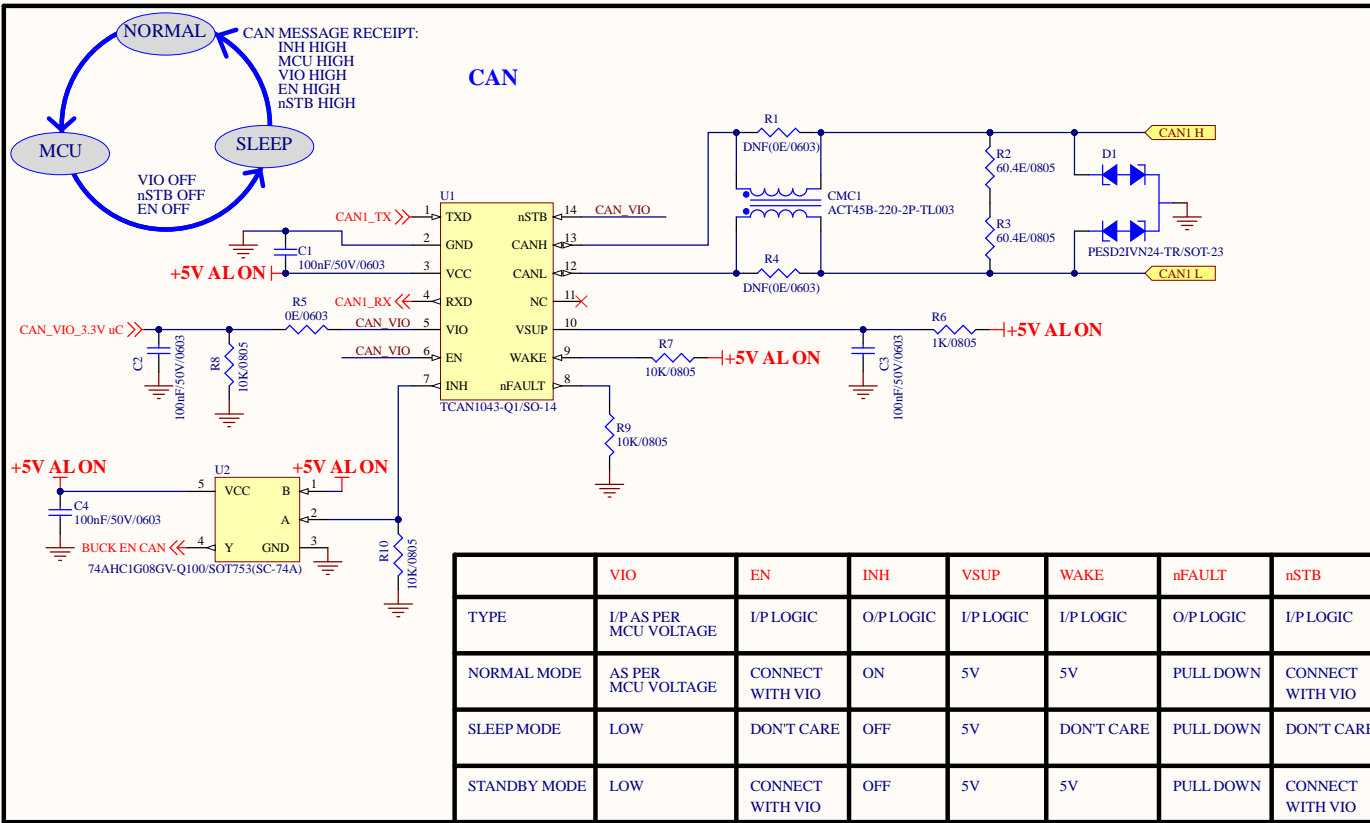 NORMAL
MCU
SLEEP
CAN MESSAGE RECEIPT:
INH HIGH
MCU HIGH
VIO HIGH
EN HIGH
nSTB HIGH
VIO OFF
nSTB OFF
EN OFF
CAN
U1
CAN1_TX
1 TXD
2 GND
3 VCC
4 RXD
5 VIO
6 EN
7 INH
nSTB 14
CANH 13
CANL 12
NC 11
VSUP 10
WAKE 9
nFAULT 8
TCAN1043-Q1/SO-14
C1
100nF/50V/0603
+5V AL ON
CAN1_RX
R5
0E/0603
CAN_VIO_3.3V uC
CAN_VIO
CAN_VIO
CAN_VIO
C2
100nF/50V/0603
R8
10K/0805
R1
DNF(0E/0603)
CMC1
ACT45B-220-2P-TL003
R4
DNF(0E/0603)
R2
60.4E/0805
R3
60.4E/0805
D1
PESD2IVN24-TR/SOT-23
CAN1 H
CAN1 L
R6
1K/0805
+5V AL ON
C3
100nF/50V/0603
R7
10K/0805
+5V AL ON
R9
10K/0805
+5V AL ON
C4
100nF/50V/0603
U2
5 VCC
4 Y
B 1
A 2
GND 3
+5V AL ON
BUCK EN CAN
74AHC1G08GV-Q100/SOT753(SC-74A)
R10
10K/0805
VIO EN INH VSUP WAKE nFAULT nSTB
TYPE I/P AS PER MCU VOLTAGE I/P LOGIC O/P LOGIC I/P LOGIC I/P LOGIC O/P LOGIC I/P LOGIC
NORMAL MODE AS PER MCU VOLTAGE CONNECT WITH VIO ON 5V 5V PULL DOWN CONNECT WITH VIO
SLEEP MODE LOW DON'T CARE OFF 5V DON'T CARE PULL DOWN DON'T CARE
STANDBY MODE LOW CONNECT WITH VIO OFF 5V 5V PULL DOWN CONNECT WITH VIO